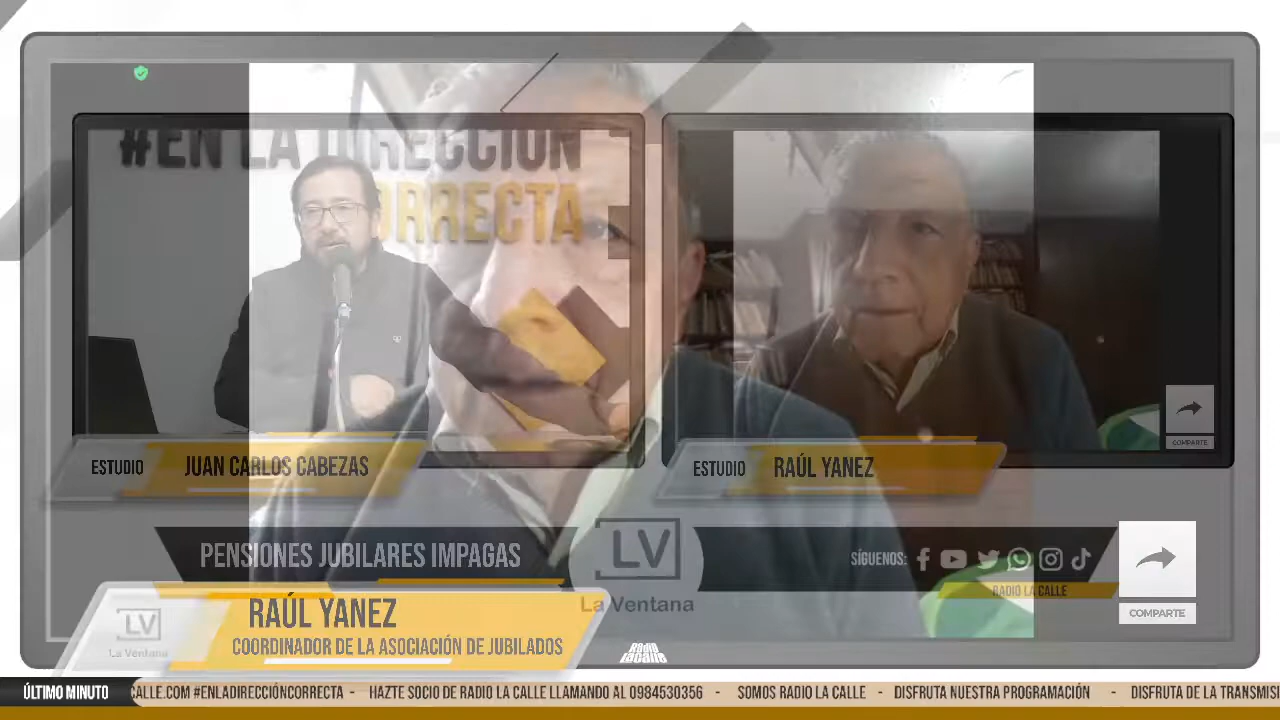 #EN LA DIRECCIÓN
CORRECTA
ESTUDIO JUAN CARLOS CABEZAS
ESTUDIO RAÚL YANEZ
COMPARTE
PENSIONES JUBILARES IMPAGAS
LV
La Ventana
SÍGUENOS:
RADIO LA CALLE
COMPARTE
LV
La Ventana
RAÚL YANEZ
COORDINADOR DE LA ASOCIACIÓN DE JUBILADOS
RADIO
LACALLE
ÚLTIMO MINUTO CALLE.COM #ENLADIRECCIÓNCORRECTA - HAZTE SOCIO DE RADIO LA CALLE LLAMANDO AL 0984530356 - SOMOS RADIO LA CALLE - DISFRUTA NUESTRA PROGRAMACIÓN - DISFRUTA DE LA TRANSMISI